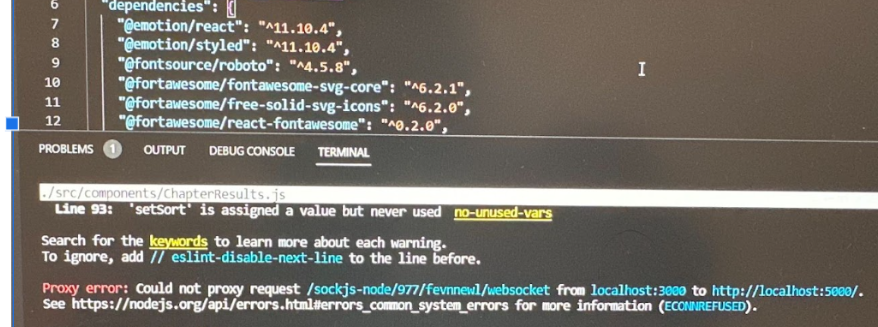 6 "dependencies": {
7 "@emotion/react": "^11.10.4",
8 "@emotion/styled": "^11.10.4",
9 "@fontsource/roboto": "^4.5.8",
10 "@fortawesome/fontawesome-svg-core": "^6.2.1",
11 "@fortawesome/free-solid-svg-icons": "^6.2.0",
12 "@fortawesome/react-fontawesome": "^0.2.0",
PROBLEMS 1 OUTPUT DEBUG CONSOLE TERMINAL
./src/components/ChapterResults.js
Line 93: 'setSort' is assigned a value but never used no-unused-vars
Search for the keywords to learn more about each warning.
To ignore, add // eslint-disable-next-line to the line before.
Proxy error: Could not proxy request /sockjs-node/977/fevnnewl/websocket from localhost:3000 to http://localhost:5000/.
See https://nodejs.org/api/errors.html#errors_common_system_errors for more information (ECONNREFUSED).